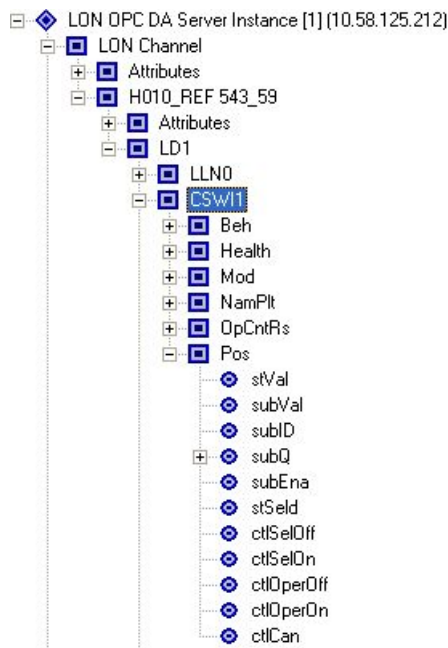 LON OPC DA Server Instance [1] (10.58.125.212)
LON Channel
Attributes
H010_REF 543_59
Attributes
LD1
LLN0
CSWI1
Beh
Health
Mod
NamPlt
OpCntRs
Pos
stVal
subVal
subID
subQ
subEna
stSeld
ctlSelOff
ctlSelOn
ctlOperOff
ctlOperOn
ctlCan